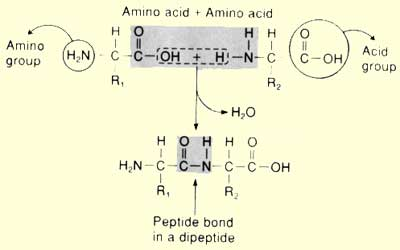 Amino acid + Amino acid
Amino
group
Acid
group
H O H H O
H₂N – C – C – OH + H – N – C – C – OH
R₁ R₂
H₂O
H O H H O
H₂N – C – C – N – C – C – OH
R₁ R₂
Peptide bond
in a dipeptide